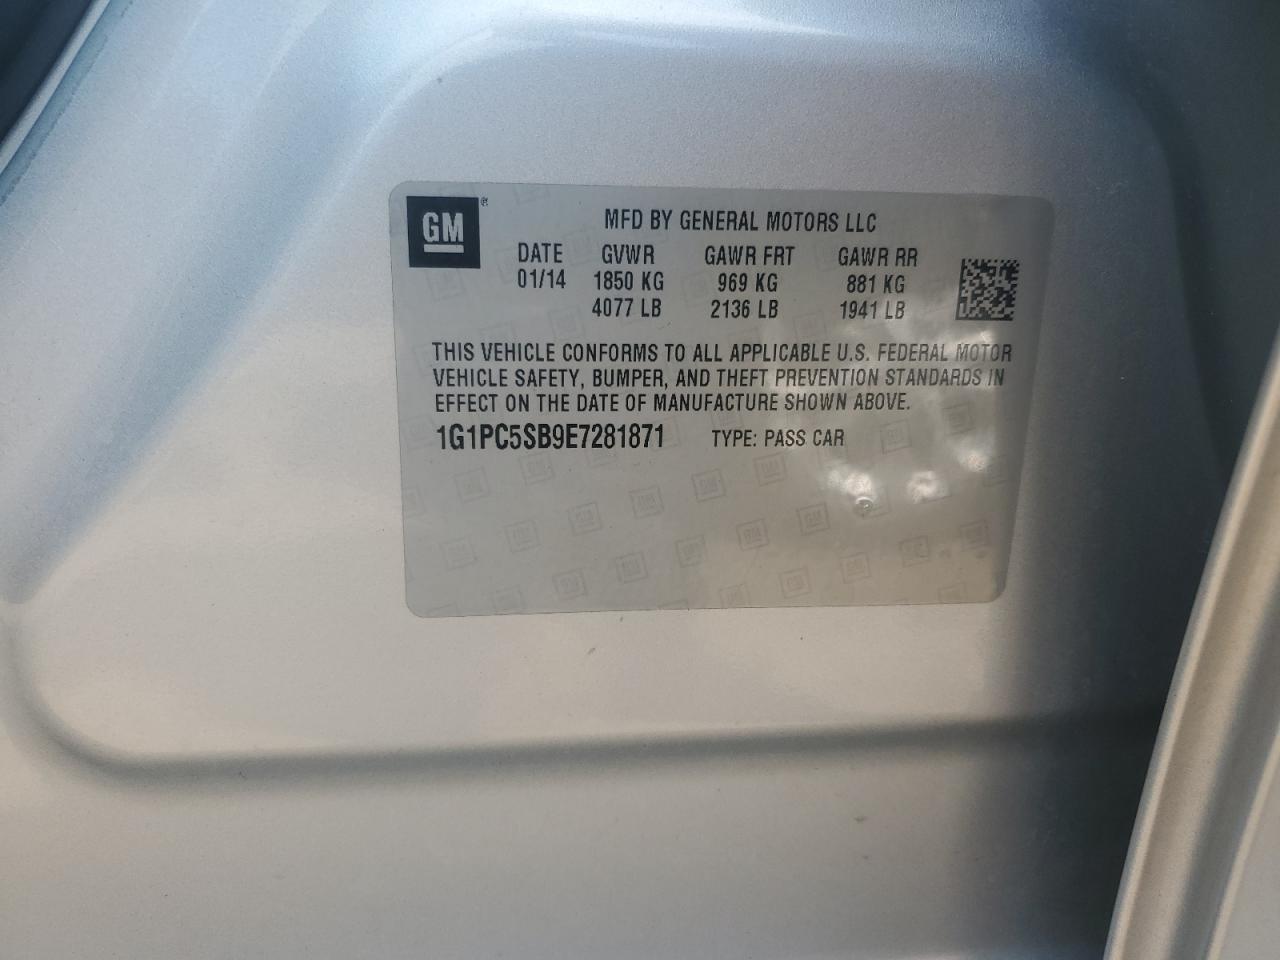 GM®
MFD BY GENERAL MOTORS LLC
DATE GVWR GAWR FRT GAWR RR
01/14 1850 KG 969 KG 881 KG
4077 LB 2136 LB 1941 LB
THIS VEHICLE CONFORMS TO ALL APPLICABLE U.S. FEDERAL MOTOR
VEHICLE SAFETY, BUMPER, AND THEFT PREVENTION STANDARDS IN
EFFECT ON THE DATE OF MANUFACTURE SHOWN ABOVE.
1G1PC5SB9E7281871 TYPE: PASS CAR